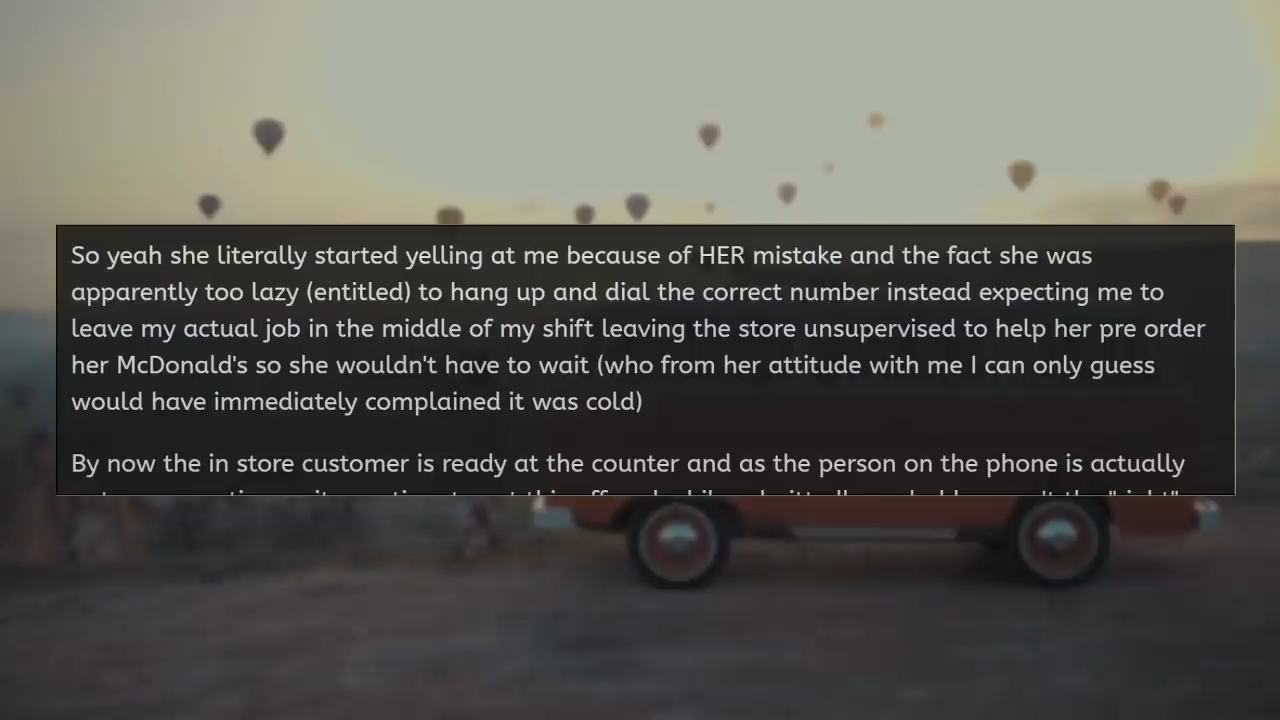 So yeah she literally started yelling at me because of HER mistake and the fact she was
apparently too lazy (entitled) to hang up and dial the correct number instead expecting me to
leave my actual job in the middle of my shift leaving the store unsupervised to help her pre order
her McDonald's so she wouldn't have to wait (who from her attitude with me I can only guess
would have immediately complained it was cold)
By now the in store customer is ready at the counter and as the person on the phone is actually